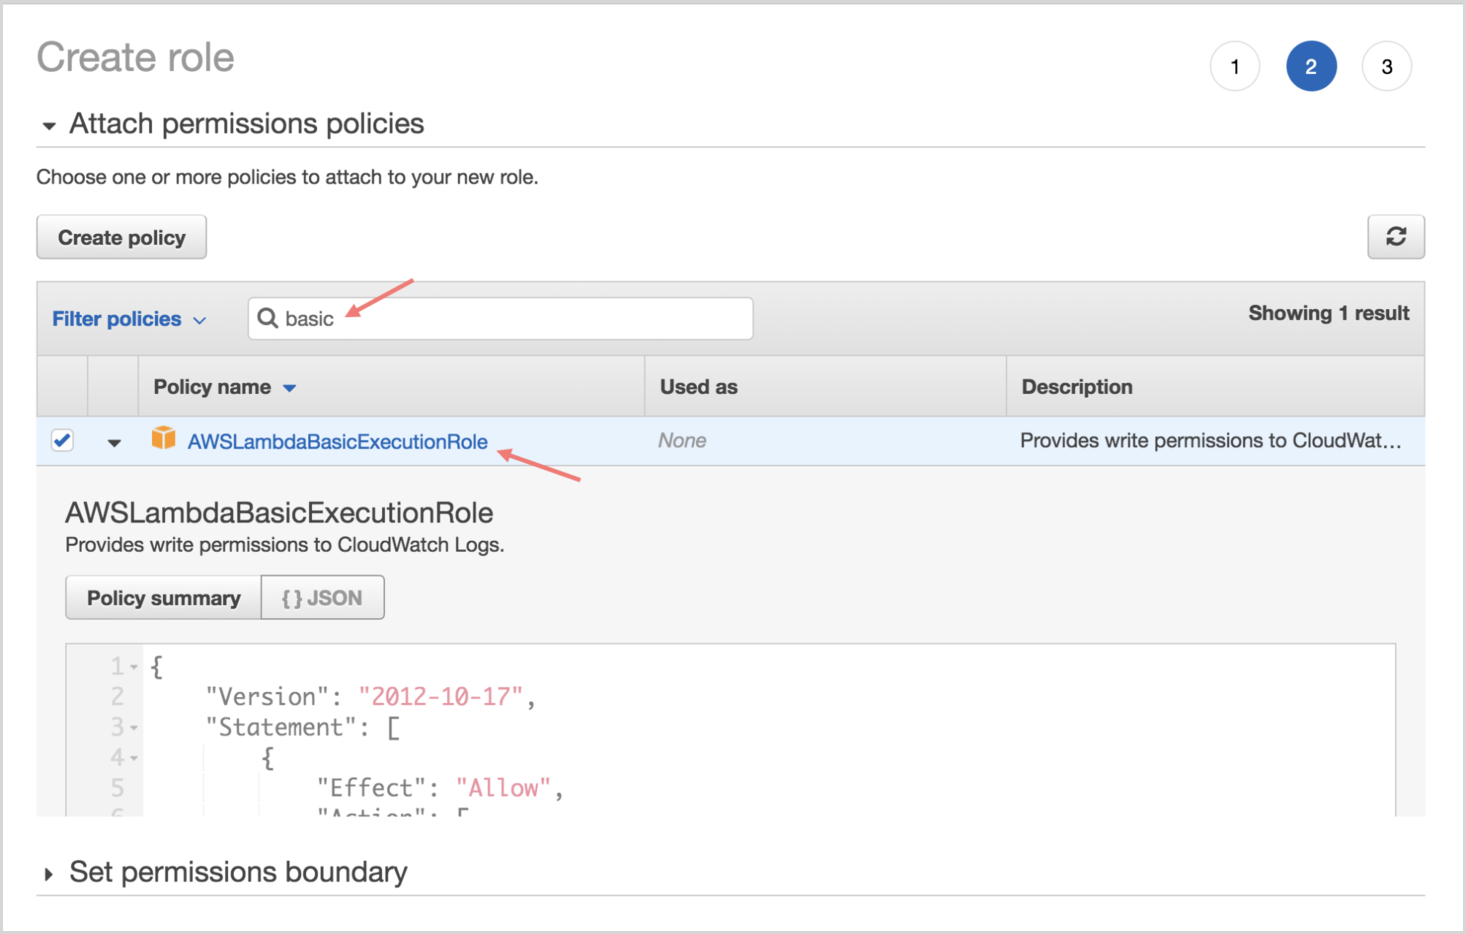 Create role
1 2 3
Attach permissions policies
Choose one or more policies to attach to your new role.
Create policy
Filter policies basic Showing 1 result
Policy name Used as Description
AWSLambdaBasicExecutionRole None Provides write permissions to CloudWat...
AWSLambdaBasicExecutionRole
Provides write permissions to CloudWatch Logs.
Policy summary { } JSON
1 {
2 "Version": "2012-10-17",
3 "Statement": [
4 {
5 "Effect": "Allow",
6 "Action": [
Set permissions boundary